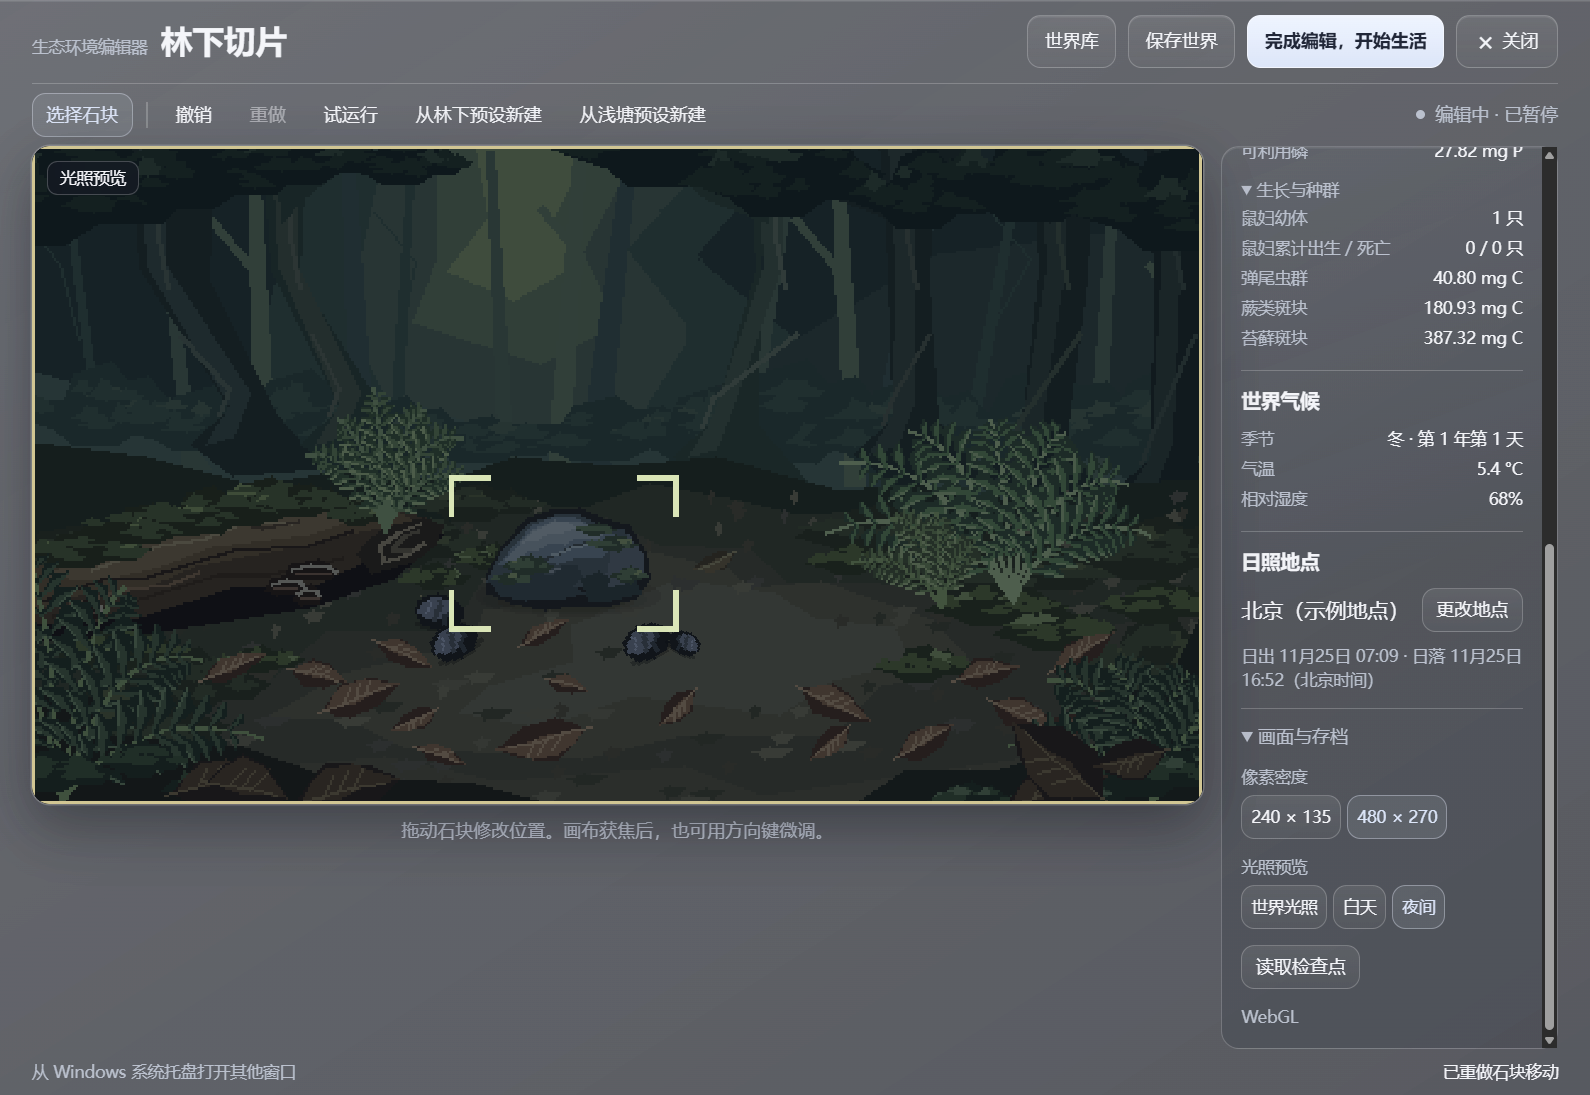 生态环境编辑器 林下切片
世界库
保存世界
完成编辑，开始生活
× 关闭
选择石块
撤销
重做
试运行
从林下预设新建
从浅塘预设新建
编辑中 · 已暂停
光照预览
可利用磷 27.82 mg P
▼ 生长与种群
鼠妇幼体 1 只
鼠妇累计出生 / 死亡 0 / 0 只
弹尾虫群 40.80 mg C
蕨类斑块 180.93 mg C
苔藓斑块 387.32 mg C
世界气候
季节 冬 · 第 1 年第 1 天
气温 5.4 °C
相对湿度 68%
日照地点
北京（示例地点） 更改地点
日出 11月25日 07:09 · 日落 11月25日
16:52（北京时间）
▼ 画面与存档
像素密度
240 × 135 480 × 270
光照预览
世界光照 白天 夜间
读取检查点
WebGL
拖动石块修改位置。画布获焦后，也可用方向键微调。
从 Windows 系统托盘打开其他窗口
已重做石块移动